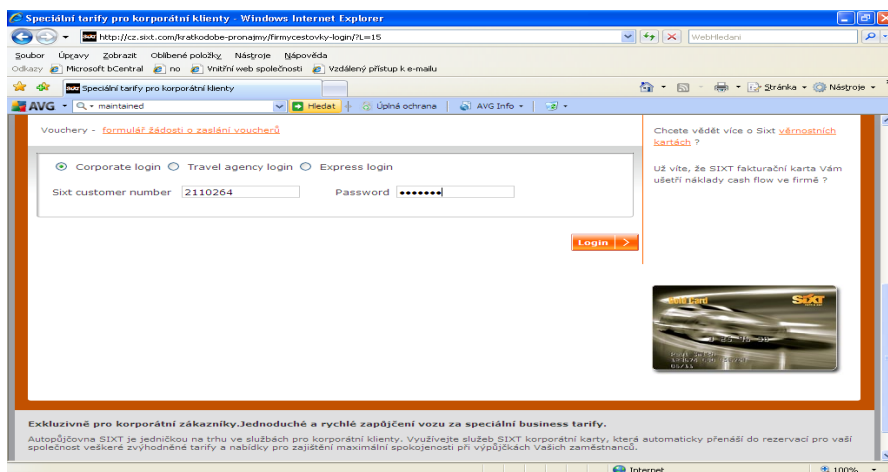 Speciální tarify pro korporátní klienty - Windows Internet Explorer
http://cz.sixt.com/kratkodobe-pronajmy/firmycestovky-login/?L=15
WebHledani
Soubor Úpravy Zobrazit Oblíbené položky Nástroje Nápověda
Odkazy Microsoft bCentral no Vnitřní web společnosti Vzdálený přístup k e-mailu
Speciální tarify pro korporátní klienty
Stránka Nástroje
AVG maintained Hledat Úplná ochrana AVG Info
Vouchery - formulář žádosti o zaslání voucherů
Corporate login Travel agency login Express login
Sixt customer number 2110264 Password •••••••
Login
Chcete vědět více o Sixt věrnostních
kartách ?
Už víte, že SIXT fakturační karta Vám
ušetří náklady cash flow ve firmě ?
Gold Card
SIXT
05/11
Exkluzivně pro korporátní zákazníky.Jednoduché a rychlé zapůjčení vozu za speciální business tarify.
Autopůjčovna SIXT je jedničkou na trhu ve službách pro korporátní klienty. Využívejte služeb SIXT korporátní karty, která automaticky přenáší do rezervací pro vaší
společnost veškeré zvýhodněné tarify a nabídky pro zajištění maximální spokojenosti při výpůjčkách Vašich zaměstnanců.
Internet
100%